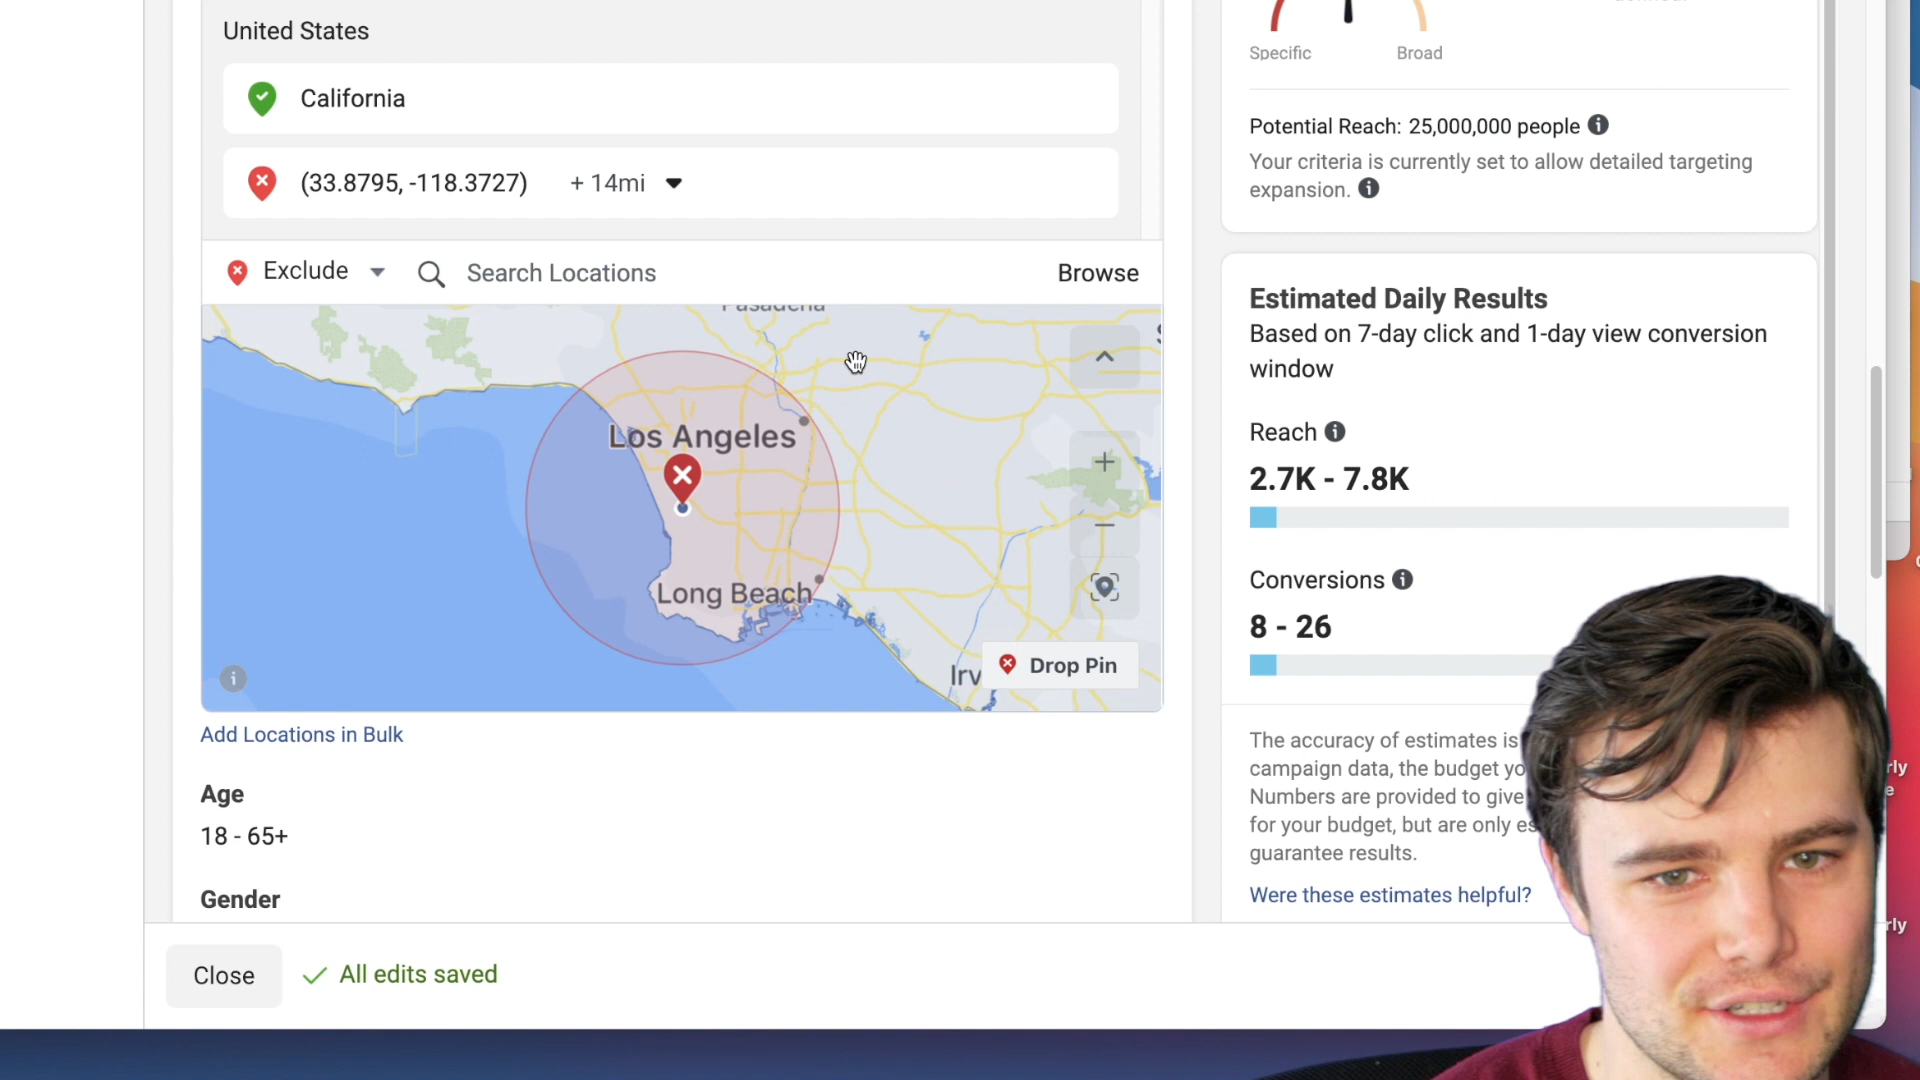 United States
California
(33.8795, -118.3727) + 14mi
Exclude Search Locations Browse
Los Angeles
Long Beach
Drop Pin
Add Locations in Bulk
Age
18 - 65+
Gender
Close All edits saved
Specific Broad
Potential Reach: 25,000,000 people
Your criteria is currently set to allow detailed targeting
expansion.
Estimated Daily Results
Based on 7-day click and 1-day view conversion
window
Reach
2.7K - 7.8K
Conversions
8 - 26
The accuracy of estimates is
campaign data, the budget yo
Numbers are provided to give
for your budget, but are only es
guarantee results.
Were these estimates helpful?